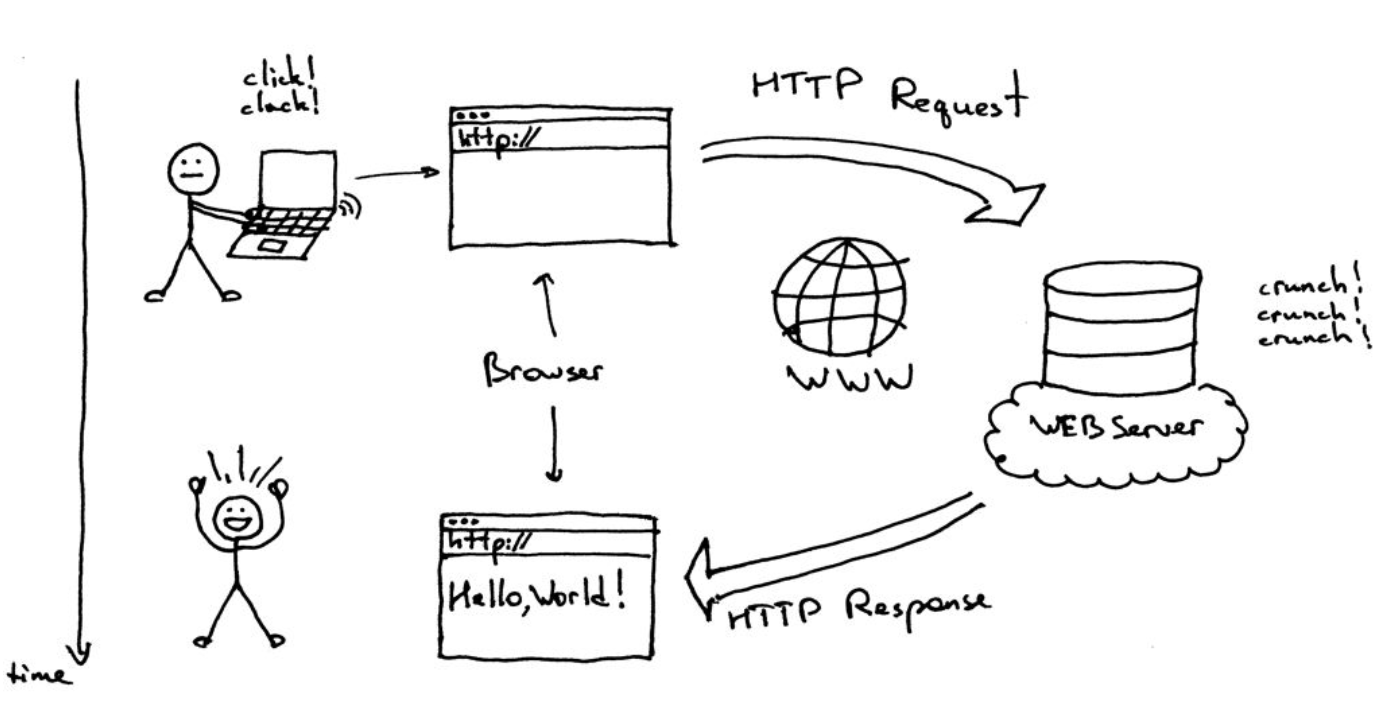 click!
clack!
http://
HTTP Request
Browser
WWW
crunch!
crunch!
crunch!
WEB Server
http://
Hello, World!
HTTP Response
time